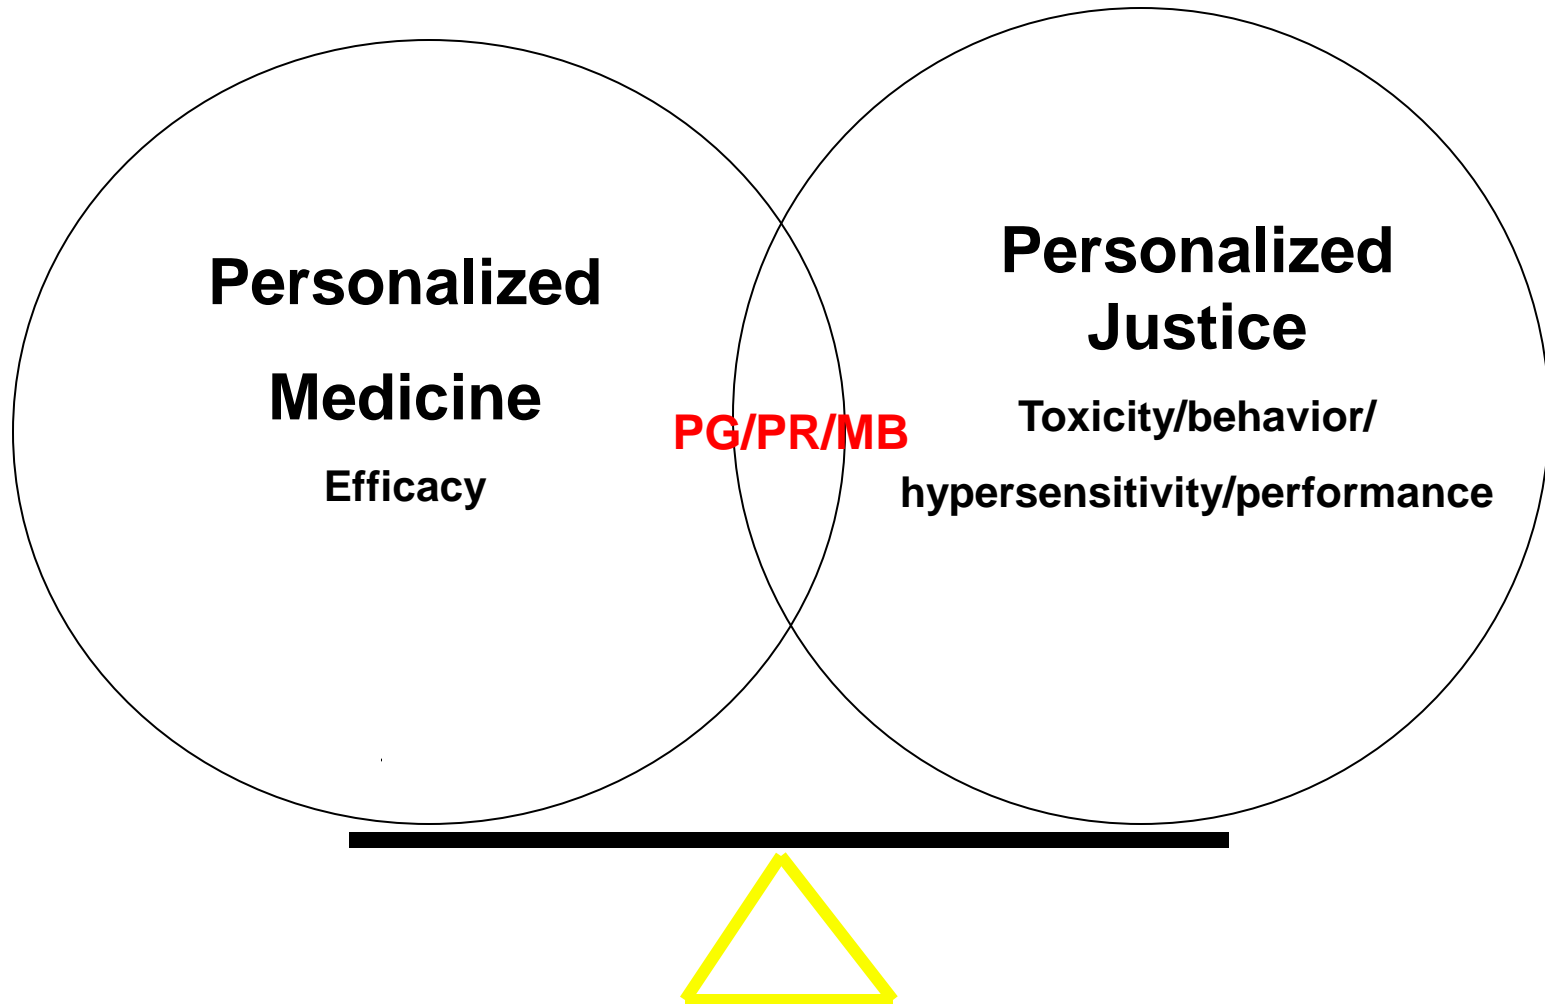 Personalized
Medicine
Efficacy
PG/PR/MB
Personalized
Justice
Toxicity/behavior/
hypersensitivity/performance